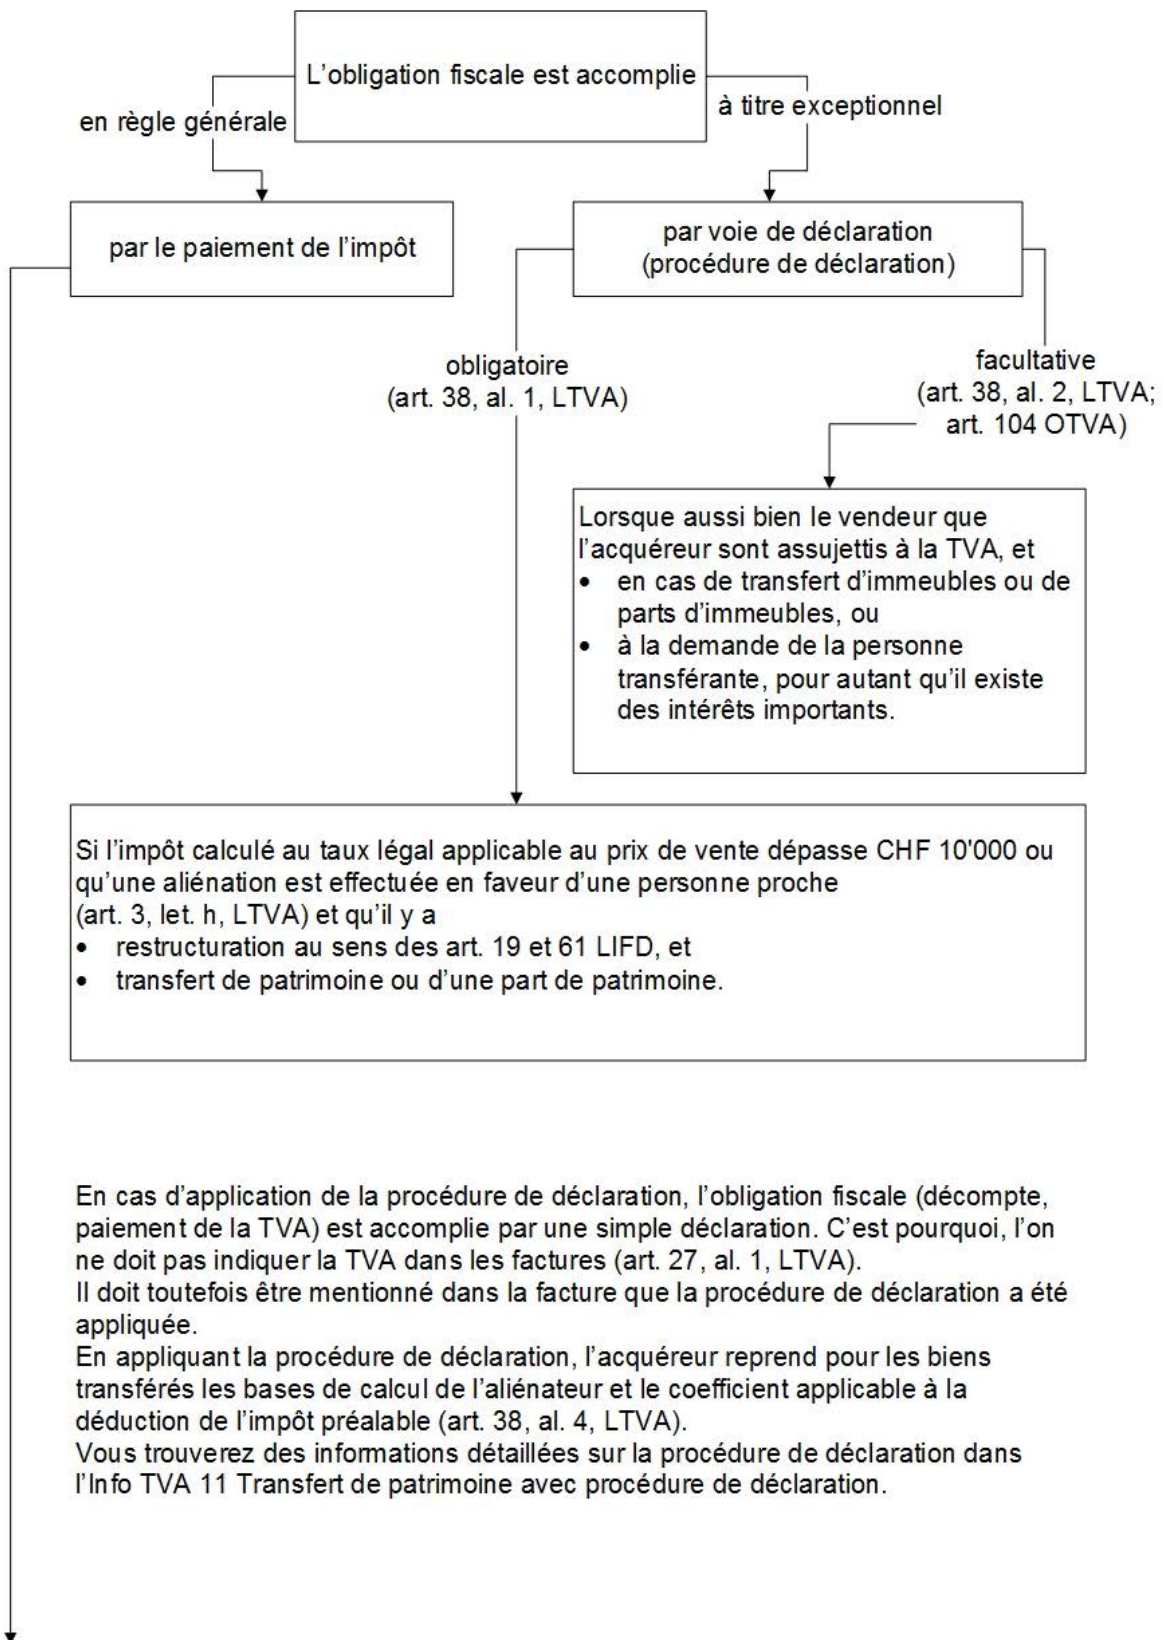 L'obligation fiscale est accomplie
en règle générale
à titre exceptionnel
par le paiement de l'impôt
par voie de déclaration
(procédure de déclaration)
obligatoire
(art. 38, al. 1, LTVA)
facultative
(art. 38, al. 2, LTVA;
art. 104 OTVA)
Lorsque aussi bien le vendeur que
l'acquéreur sont assujettis à la TVA, et
• en cas de transfert d'immeubles ou de
parts d'immeubles, ou
• à la demande de la personne
transférante, pour autant qu'il existe
des intérêts importants.
Si l'impôt calculé au taux légal applicable au prix de vente dépasse CHF 10'000 ou
qu'une aliénation est effectuée en faveur d'une personne proche
(art. 3, let. h, LTVA) et qu'il y a
• restructuration au sens des art. 19 et 61 LIFD, et
• transfert de patrimoine ou d'une part de patrimoine.
En cas d'application de la procédure de déclaration, l'obligation fiscale (décompte,
paiement de la TVA) est accomplie par une simple déclaration. C'est pourquoi, l'on
ne doit pas indiquer la TVA dans les factures (art. 27, al. 1, LTVA).
Il doit toutefois être mentionné dans la facture que la procédure de déclaration a été
appliquée.
En appliquant la procédure de déclaration, l'acquéreur reprend pour les biens
transférés les bases de calcul de l'aliénateur et le coefficient applicable à la
déduction de l'impôt préalable (art. 38, al. 4, LTVA).
Vous trouverez des informations détaillées sur la procédure de déclaration dans
l'Info TVA 11 Transfert de patrimoine avec procédure de déclaration.